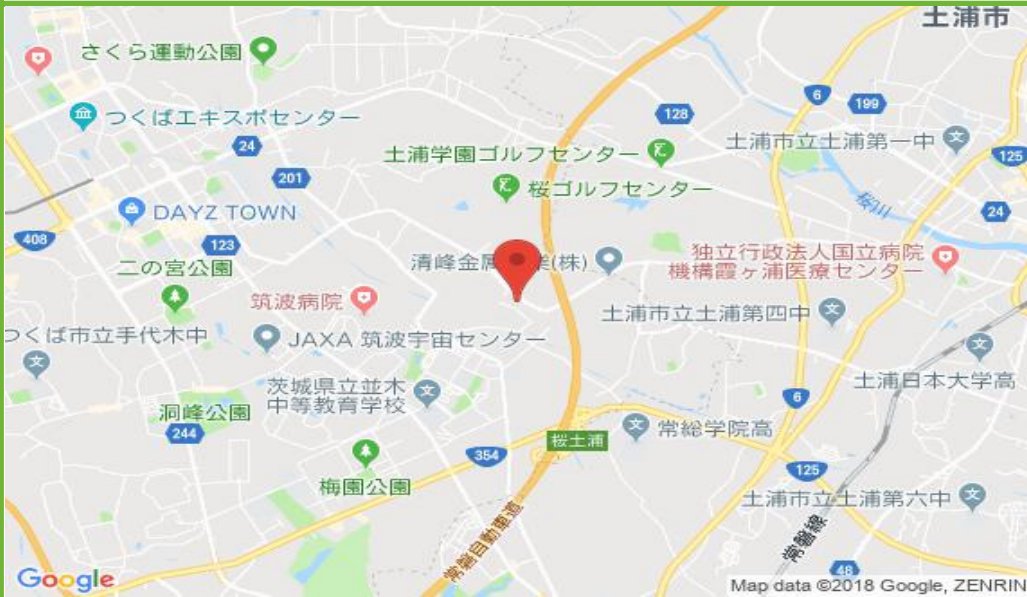 土浦市
さくら運動公園
つくばエキスポセンター
6
199
128
24
土浦市立土浦第一中
土浦学園ゴルフセンター
125
201
桜ゴルフセンター
DAYZ TOWN
桜川
24
408
123
二の宮公園
清峰金属
業(株)
独立行政法人国立病院
機構霞ヶ浦医療センター
筑波病院
土浦市立土浦第四中
つくば市立手代木中
JAXA 筑波宇宙センター
土浦日本大学高
茨城県立並木
中等教育学校
6
洞峰公園
244
常総学院高
桜土浦
354
125
梅園公園
土浦市立土浦第六中
常磐自動車道
常磐線
48
Google
Map data ©2018 Google, ZENRIN